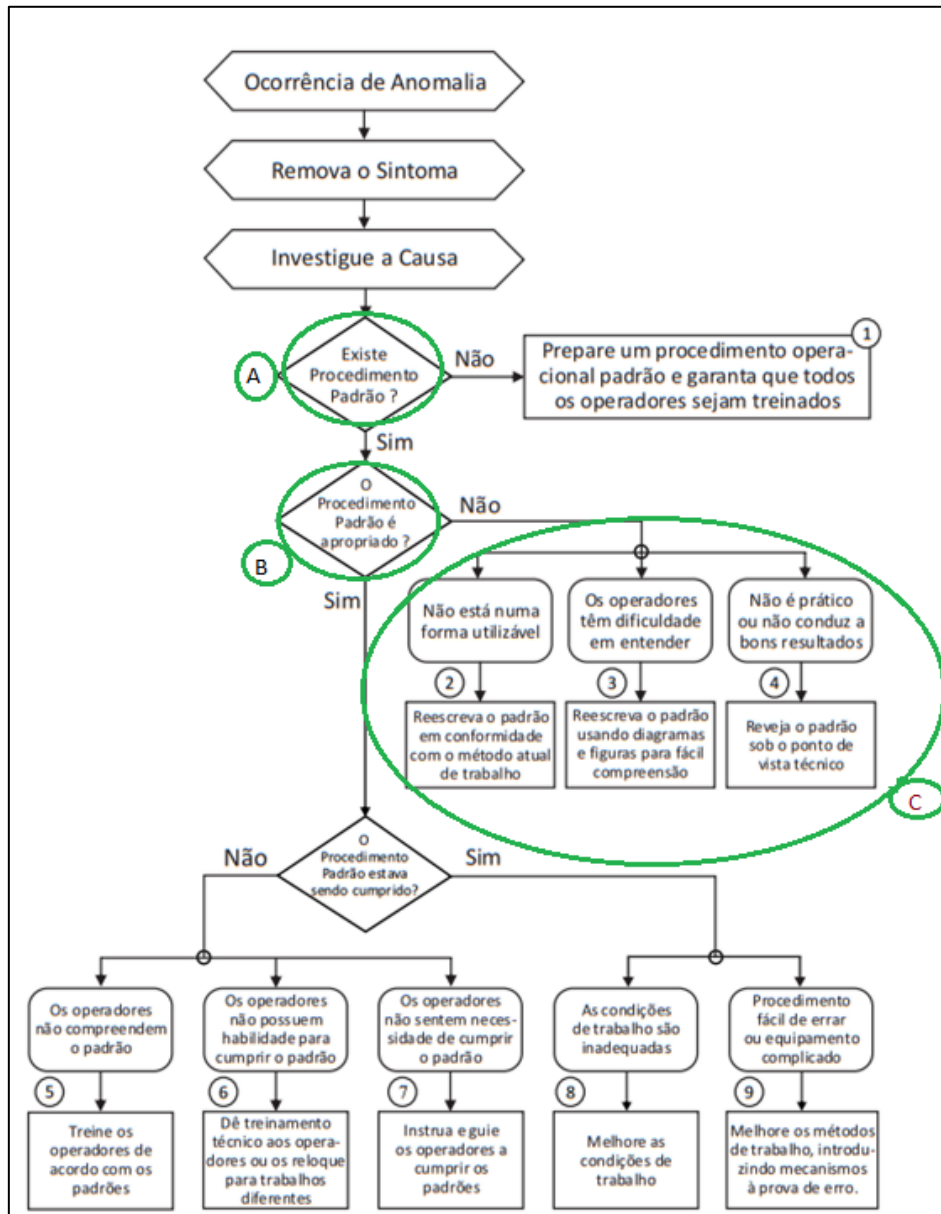 Ocorrência de Anomalia
Remova o Sintoma
Investigue a Causa
A
Existe
Procedimento
Padrão ?
Não
1
Prepare um procedimento opera-
cional padrão e garanta que todos
os operadores sejam treinados
Sim
B
O
Procedimento
Padrão é
apropriado ?
Não
Sim
C
Não está numa
forma utilizável
2
Reescreva o padrão
em conformidade
com o método atual
de trabalho
Os operadores
têm dificuldade
em entender
3
Reescreva o padrão
usando diagramas
e figuras para fácil
compreensão
Não é prático
ou não conduz a
bons resultados
4
Reveja o padrão
sob o ponto de
vista técnico
O
Procedimento
Padrão estava
sendo cumprido?
Não
Sim
Os operadores
não compreendem
o padrão
5
Treine os
operadores de
acordo com os
padrões
Os operadores
não possuem
habilidade para
cumprir o padrão
6
Dê treinamento
técnico aos opera-
dores ou os reloque
para trabalhos
diferentes
Os operadores
não sentem neces-
sidade de cumprir
o padrão
7
Instrua e guie
os operadores a
cumprir os
padrões
As condições
de trabalho são
inadequadas
8
Melhore as
condições de
trabalho
Procedimento
fácil de errar
ou equipamento
complicado
9
Melhore os métodos
de trabalho, introdu-
zindo mecanismos
à prova de erro.